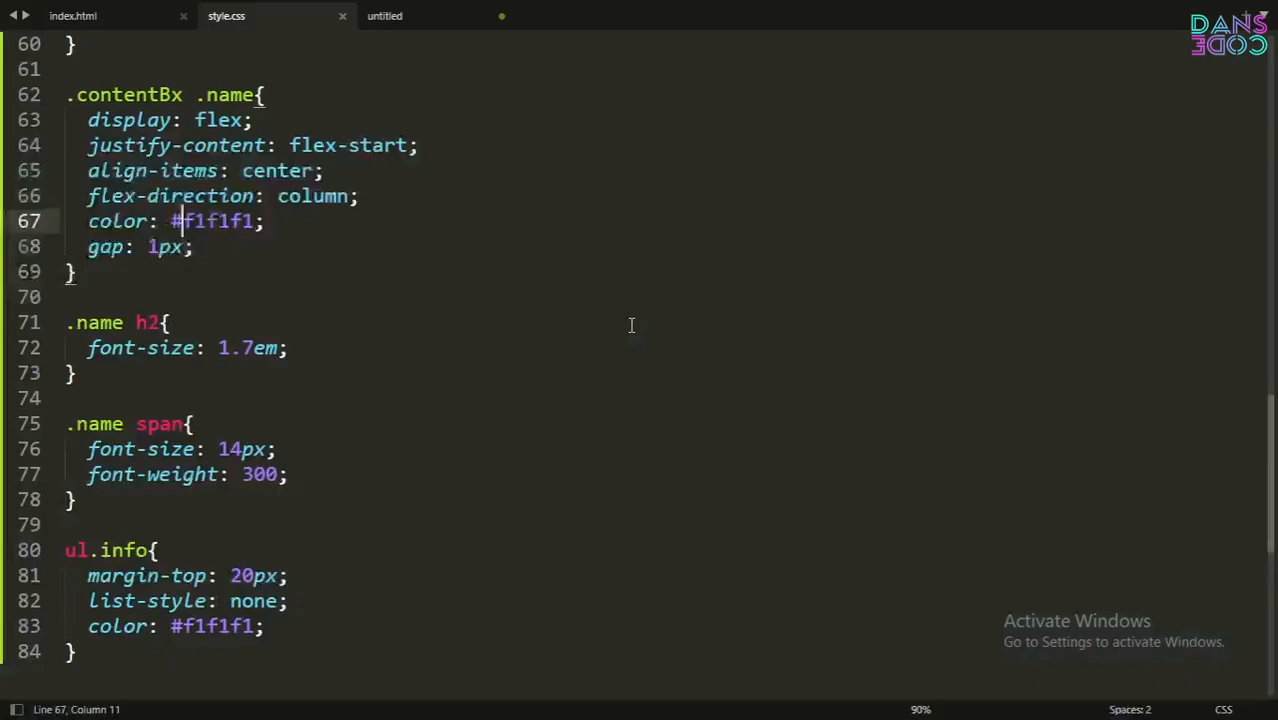 index.html
style.css
untitled
DANS
CODE
60 }
61
62 .contentBx .name{
63 display: flex;
64 justify-content: flex-start;
65 align-items: center;
66 flex-direction: column;
67 color: #f1f1f1;
68 gap: 1px;
69 }
70
71 .name h2{
72 font-size: 1.7em;
73 }
74
75 .name span{
76 font-size: 14px;
77 font-weight: 300;
78 }
79
80 ul.info{
81 margin-top: 20px;
82 list-style: none;
83 color: #f1f1f1;
84 }
Activate Windows
Go to Settings to activate Windows.
Line 67, Column 11
90%
Spaces: 2
CSS